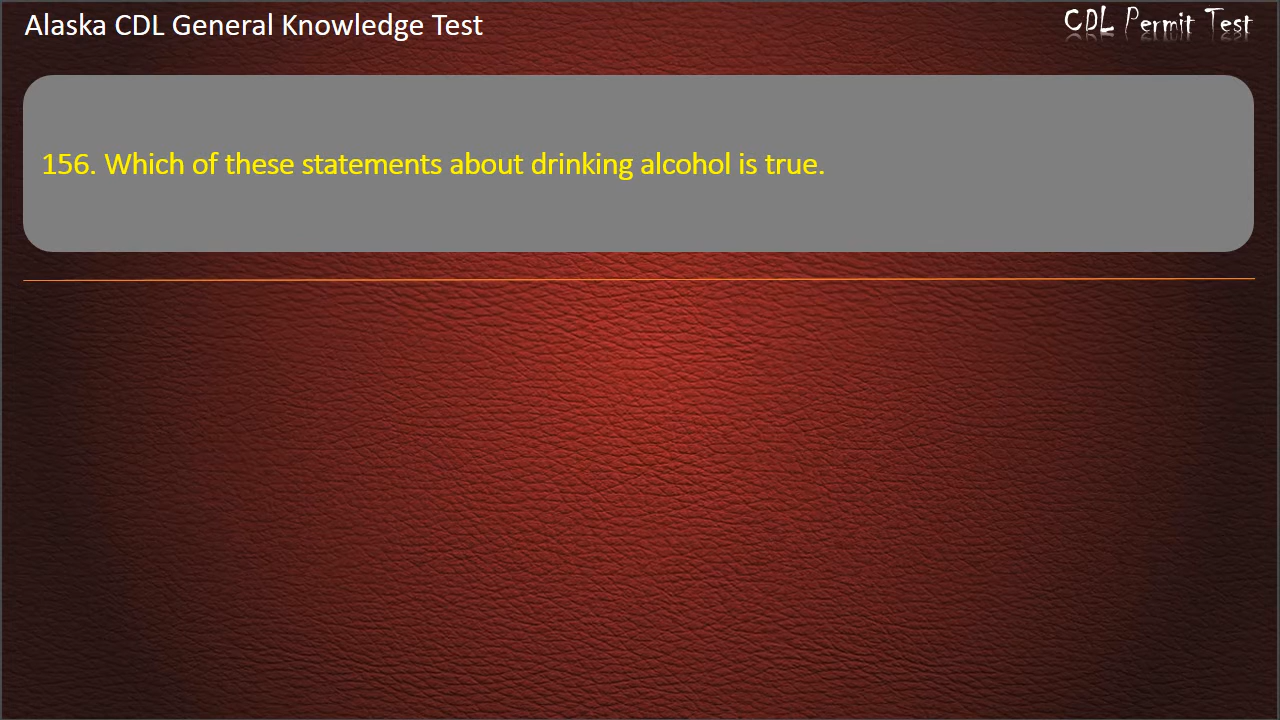 Alaska CDL General Knowledge Test
CDL Permit Test
156. Which of these statements about drinking alcohol is true.